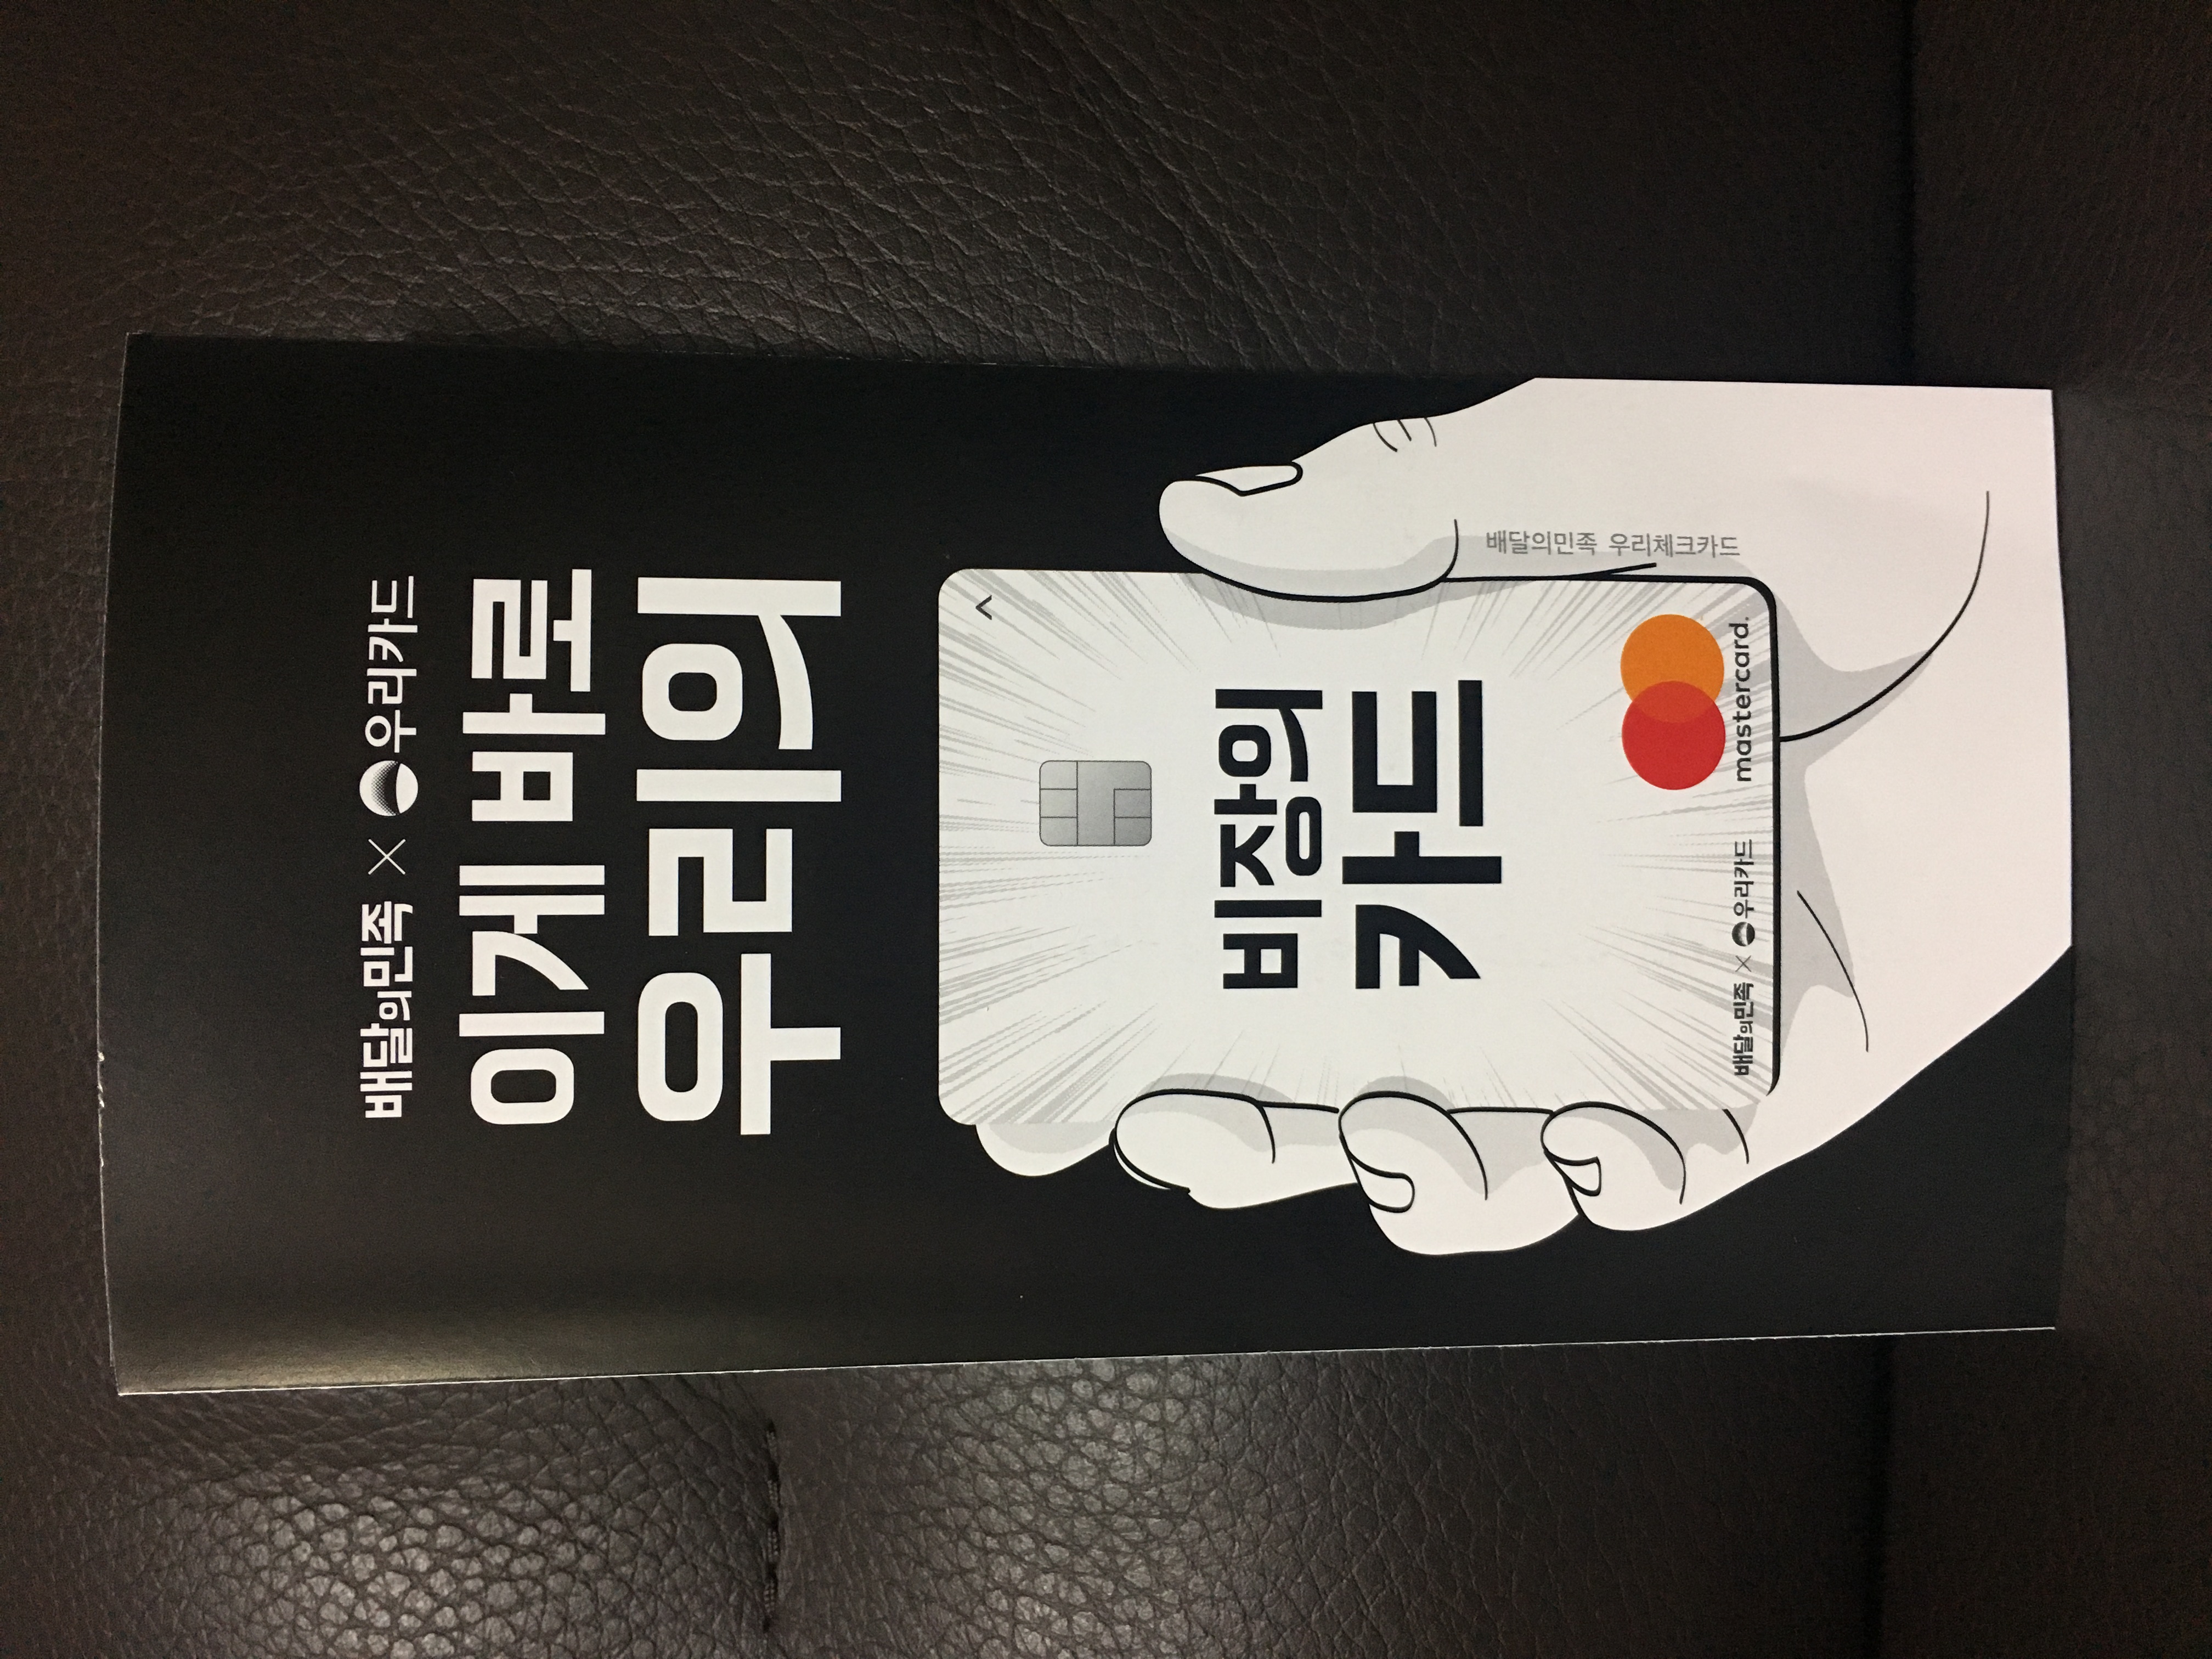 배달의민족 × 우리카드
이게 바로
우리의
비장의
카드
배달의민족 우리체크카드
배달의민족 × 우리카드
mastercard.